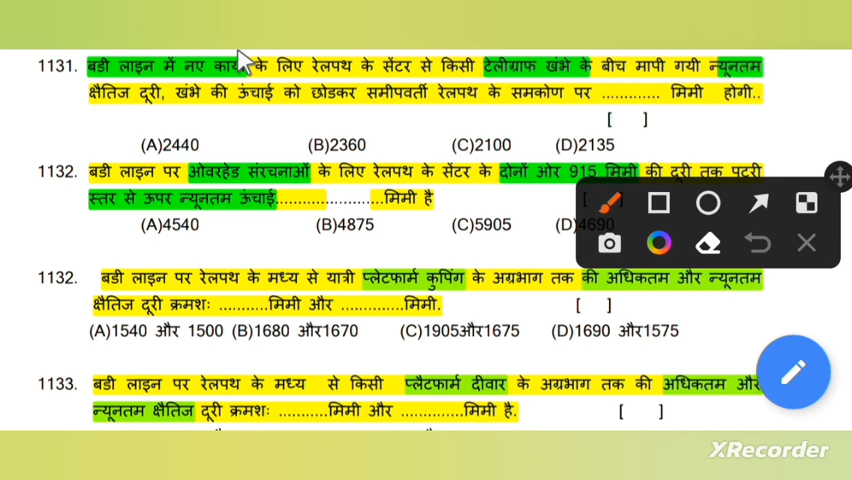 1131. बडी लाइन में नए कार्य के लिए रेलपथ के सेंटर से किसी टेलीग्राफ खंभे के बीच मापी गयी न्यूनतम
क्षैतिज दूरी, खंभे की ऊंचाई को छोडकर समीपवर्ती रेलपथ के समकोण पर ............. मिमी होगी..
[ ]
(A)2440 (B)2360 (C)2100 (D)2135
1132. बडी लाइन पर ओवरहेड संरचनाओं के लिए रेलपथ के सेंटर के दोनों ओर 915 मिमी की दूरी तक पटरी
स्तर से ऊपर न्यूनतम ऊंचाई........................मिमी है [ ]
(A)4540 (B)4875 (C)5905 (D)4690
1132. बडी लाइन पर रेलपथ के मध्य से यात्री प्लेटफार्म कुपिंग के अग्रभाग तक की अधिकतम और न्यूनतम
क्षैतिज दूरी क्रमशः ...........मिमी और ..............मिमी. [ ]
(A)1540 और 1500 (B)1680 और1670 (C)1905और1675 (D)1690 और1575
1133. बडी लाइन पर रेलपथ के मध्य से किसी प्लैटफार्म दीवार के अग्रभाग तक की अधिकतम और
न्यूनतम क्षैतिज दूरी क्रमशः ...........मिमी और ..............मिमी है. [ ]
XRecorder